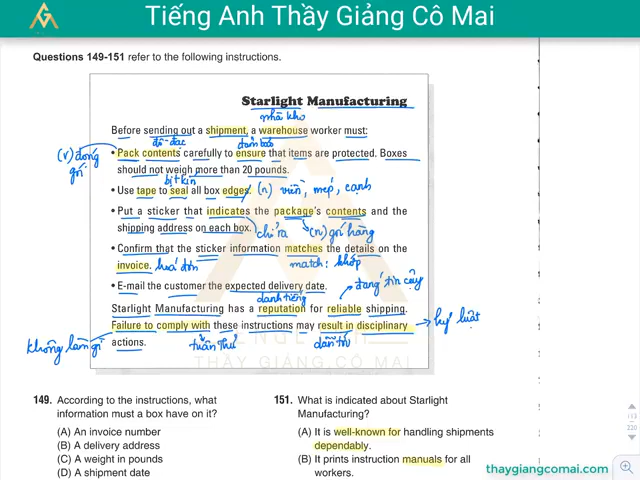 Tiếng Anh Thầy Giảng Cô Mai
Questions 149-151 refer to the following instructions.
Starlight Manufacturing
nhà kho
Before sending out a shipment, a warehouse worker must:
đồ đạc đảm bảo
(v) đóng gói
• Pack contents carefully to ensure that items are protected. Boxes
should not weigh more than 20 pounds.
bịt kín
• Use tape to seal all box edges. (n) viền, mép, cạnh
• Put a sticker that indicates the package's contents and the
shipping address on each box. chỉ ra (n) gói hàng
• Confirm that the sticker information matches the details on the
invoice. hoá đơn match: khớp
• E-mail the customer the expected delivery date. đáng tin cậy
danh tiếng
Starlight Manufacturing has a reputation for reliable shipping.
Failure to comply with these instructions may result in disciplinary → kỷ luật
không làm gì
actions. tuân thủ dẫn tới
THẦY GIẢNG CÔ MAI
149. According to the instructions, what
information must a box have on it?
(A) An invoice number
(B) A delivery address
(C) A weight in pounds
(D) A shipment date
151. What is indicated about Starlight
Manufacturing?
(A) It is well-known for handling shipments
dependably.
(B) It prints instruction manuals for all
workers.
220
thaygiangcomai.com